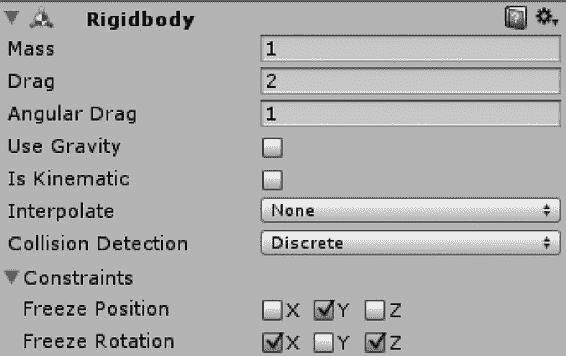 Rigidbody
Mass 1
Drag 2
Angular Drag 1
Use Gravity
Is Kinematic
Interpolate None
Collision Detection Discrete
Constraints
Freeze Position X Y Z
Freeze Rotation X Y Z